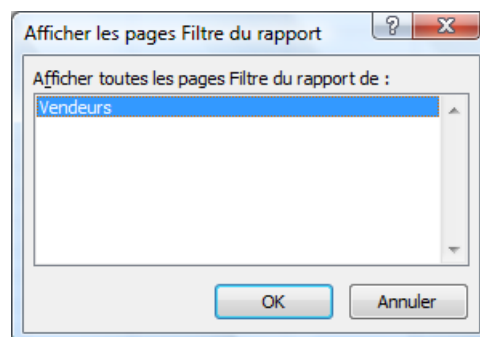 Afficher les pages Filtre du rapport
?
Afficher toutes les pages Filtre du rapport de :
Vendeurs
OK Annuler